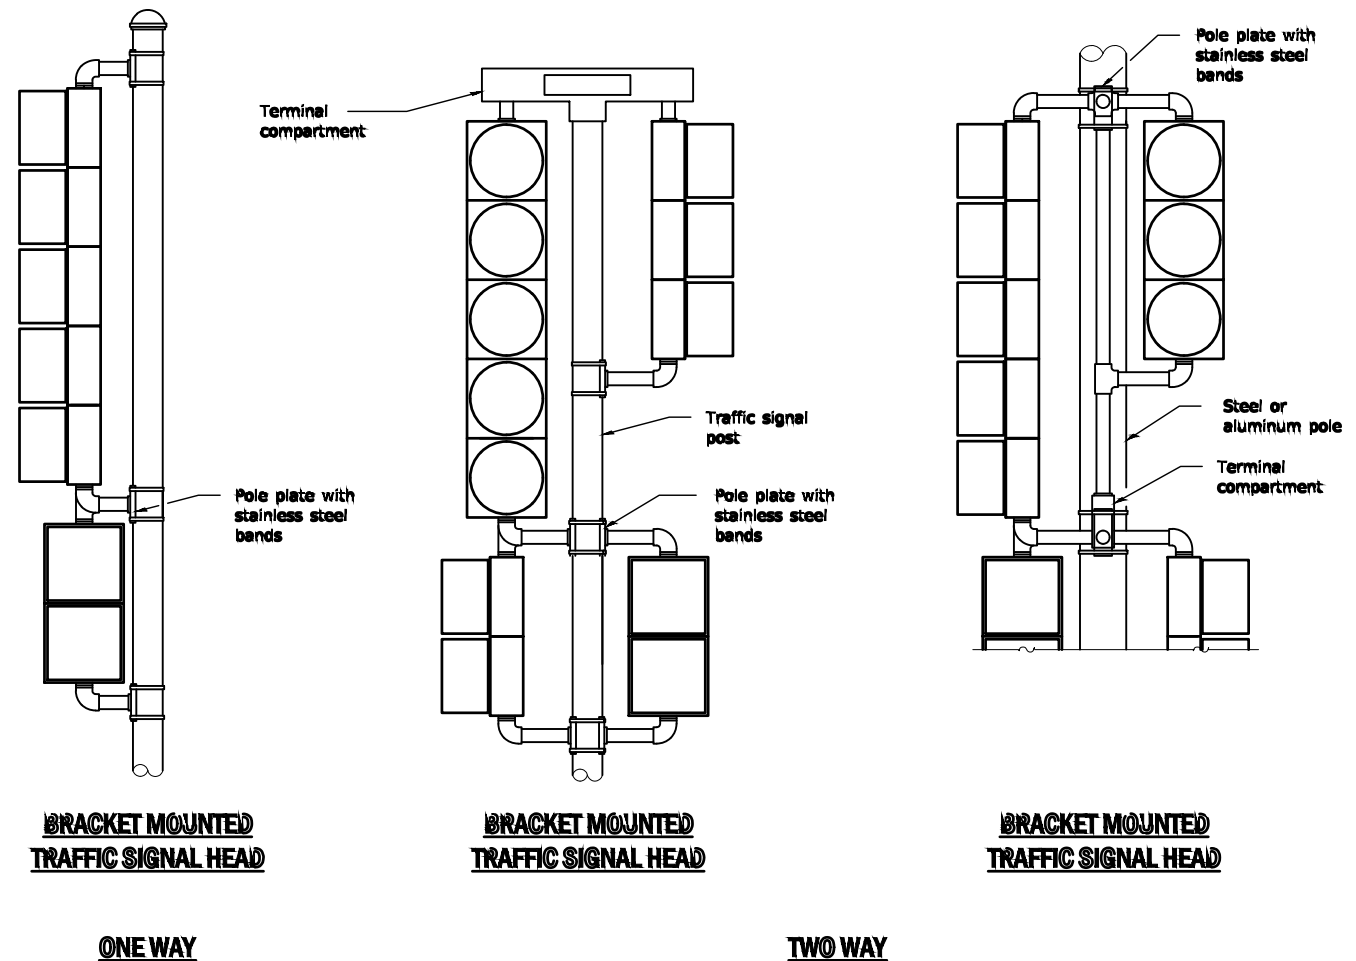 Pole plate with
stainless steel
bands
Terminal
compartment
Traffic signal
post
Steel or
aluminum pole
Terminal
compartment
Pole plate with
stainless steel
bands
Pole plate with
stainless steel
bands
BRACKET MOUNTED
TRAFFIC SIGNAL HEAD
BRACKET MOUNTED
TRAFFIC SIGNAL HEAD
BRACKET MOUNTED
TRAFFIC SIGNAL HEAD
ONE WAY
TWO WAY